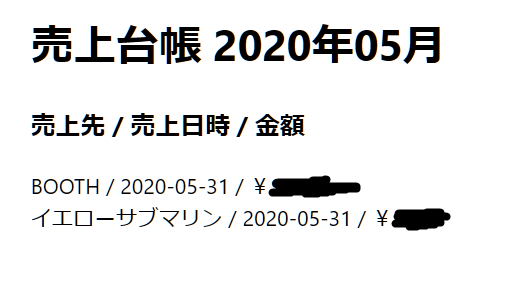 売上台帳 2020年05月
売上先 / 売上日時 / 金額
BOOTH / 2020-05-31 / ¥
イエローサブマリン / 2020-05-31 / ¥